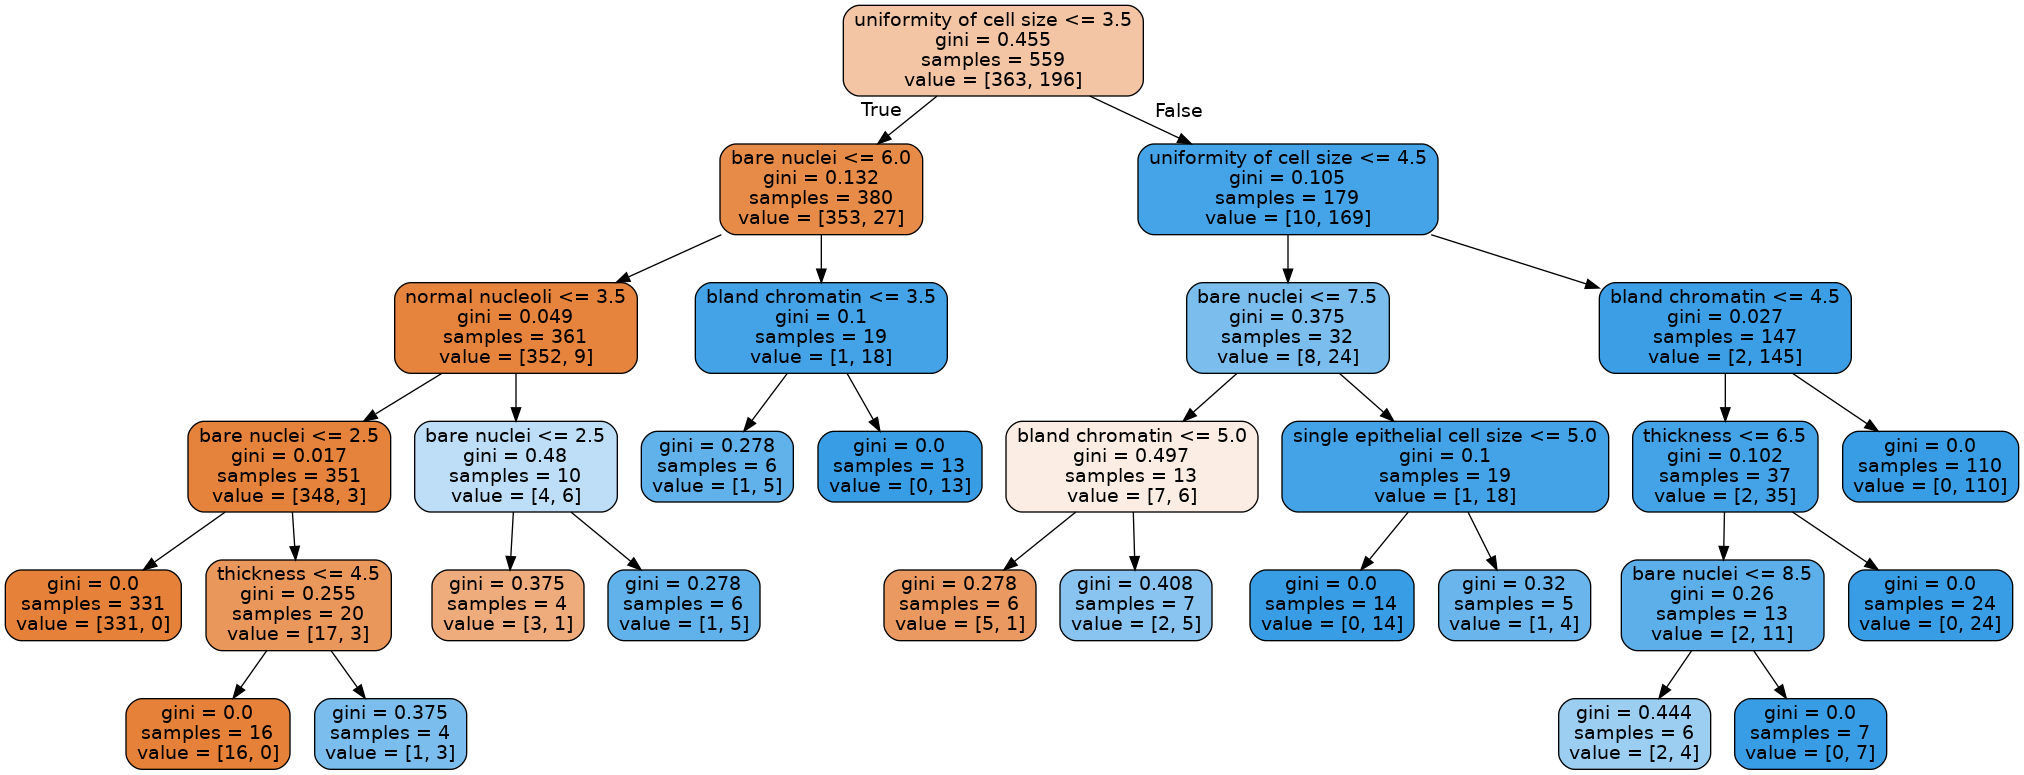 uniformity of cell size <= 3.5
gini = 0.455
samples = 559
value = [363, 196]
True
False
bare nuclei <= 6.0
gini = 0.132
samples = 380
value = [353, 27]
uniformity of cell size <= 4.5
gini = 0.105
samples = 179
value = [10, 169]
normal nucleoli <= 3.5
gini = 0.049
samples = 361
value = [352, 9]
bland chromatin <= 3.5
gini = 0.1
samples = 19
value = [1, 18]
bare nuclei <= 7.5
gini = 0.375
samples = 32
value = [8, 24]
bland chromatin <= 4.5
gini = 0.027
samples = 147
value = [2, 145]
bare nuclei <= 2.5
gini = 0.017
samples = 351
value = [348, 3]
bare nuclei <= 2.5
gini = 0.48
samples = 10
value = [4, 6]
gini = 0.278
samples = 6
value = [1, 5]
gini = 0.0
samples = 13
value = [0, 13]
bland chromatin <= 5.0
gini = 0.497
samples = 13
value = [7, 6]
single epithelial cell size <= 5.0
gini = 0.1
samples = 19
value = [1, 18]
thickness <= 6.5
gini = 0.102
samples = 37
value = [2, 35]
gini = 0.0
samples = 110
value = [0, 110]
gini = 0.0
samples = 331
value = [331, 0]
thickness <= 4.5
gini = 0.255
samples = 20
value = [17, 3]
gini = 0.375
samples = 4
value = [3, 1]
gini = 0.278
samples = 6
value = [1, 5]
gini = 0.278
samples = 6
value = [5, 1]
gini = 0.408
samples = 7
value = [2, 5]
gini = 0.0
samples = 14
value = [0, 14]
gini = 0.32
samples = 5
value = [1, 4]
bare nuclei <= 8.5
gini = 0.26
samples = 13
value = [2, 11]
gini = 0.0
samples = 24
value = [0, 24]
gini = 0.0
samples = 16
value = [16, 0]
gini = 0.375
samples = 4
value = [1, 3]
gini = 0.444
samples = 6
value = [2, 4]
gini = 0.0
samples = 7
value = [0, 7]